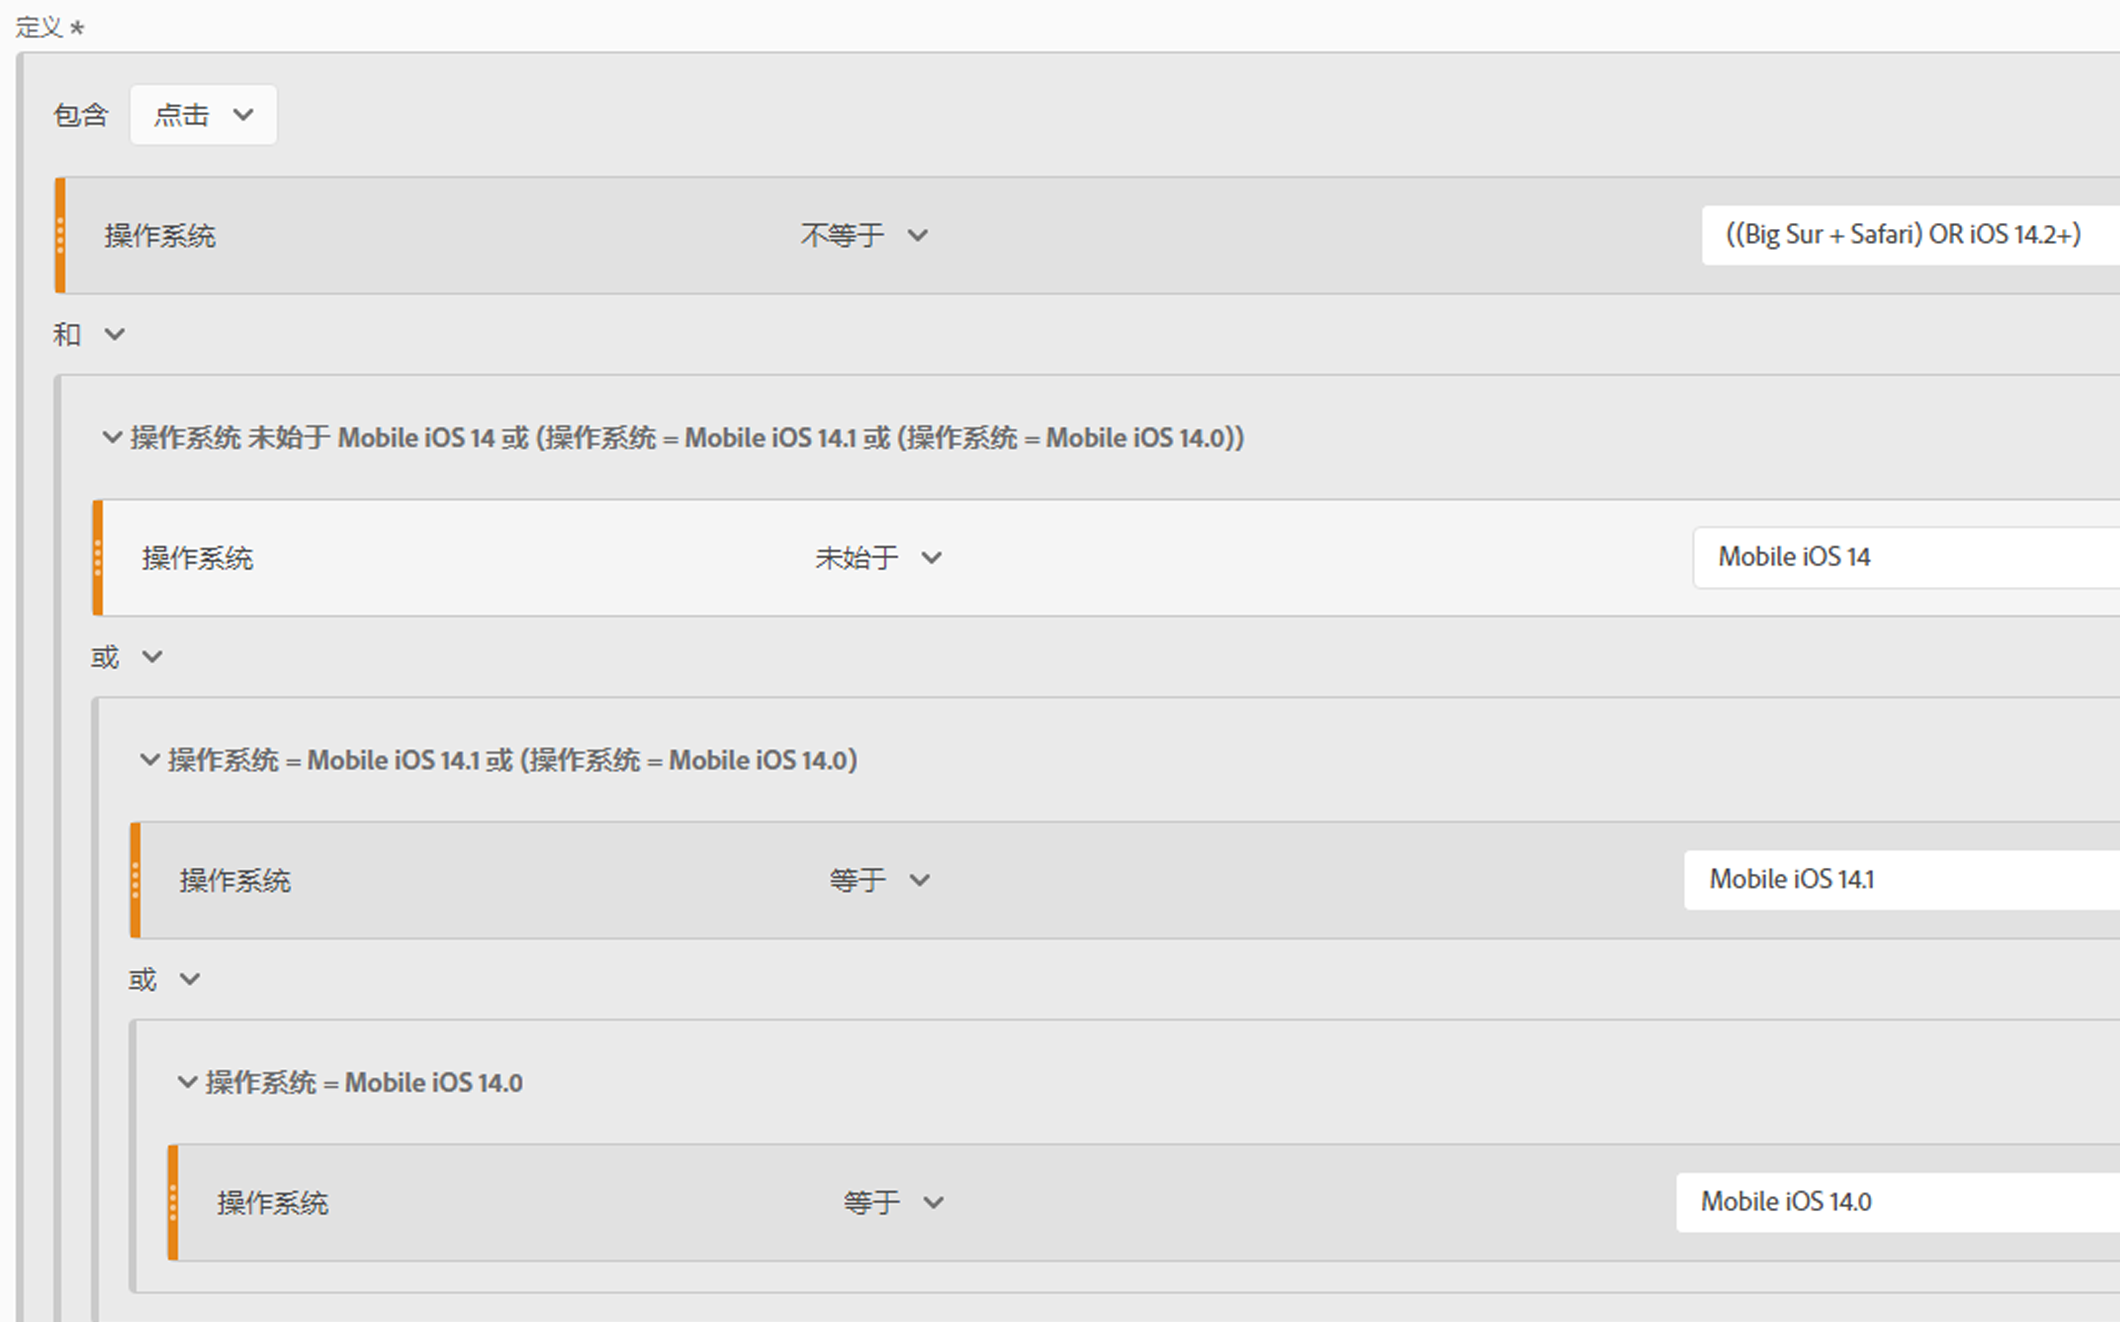 定义 *
包含 点击
操作系统 不等于 ((Big Sur + Safari) OR iOS 14.2+)
和
操作系统 未始于 Mobile iOS 14 或 (操作系统 = Mobile iOS 14.1 或 (操作系统 = Mobile iOS 14.0))
操作系统 未始于 Mobile iOS 14
或
操作系统 = Mobile iOS 14.1 或 (操作系统 = Mobile iOS 14.0)
操作系统 等于 Mobile iOS 14.1
或
操作系统 = Mobile iOS 14.0
操作系统 等于 Mobile iOS 14.0